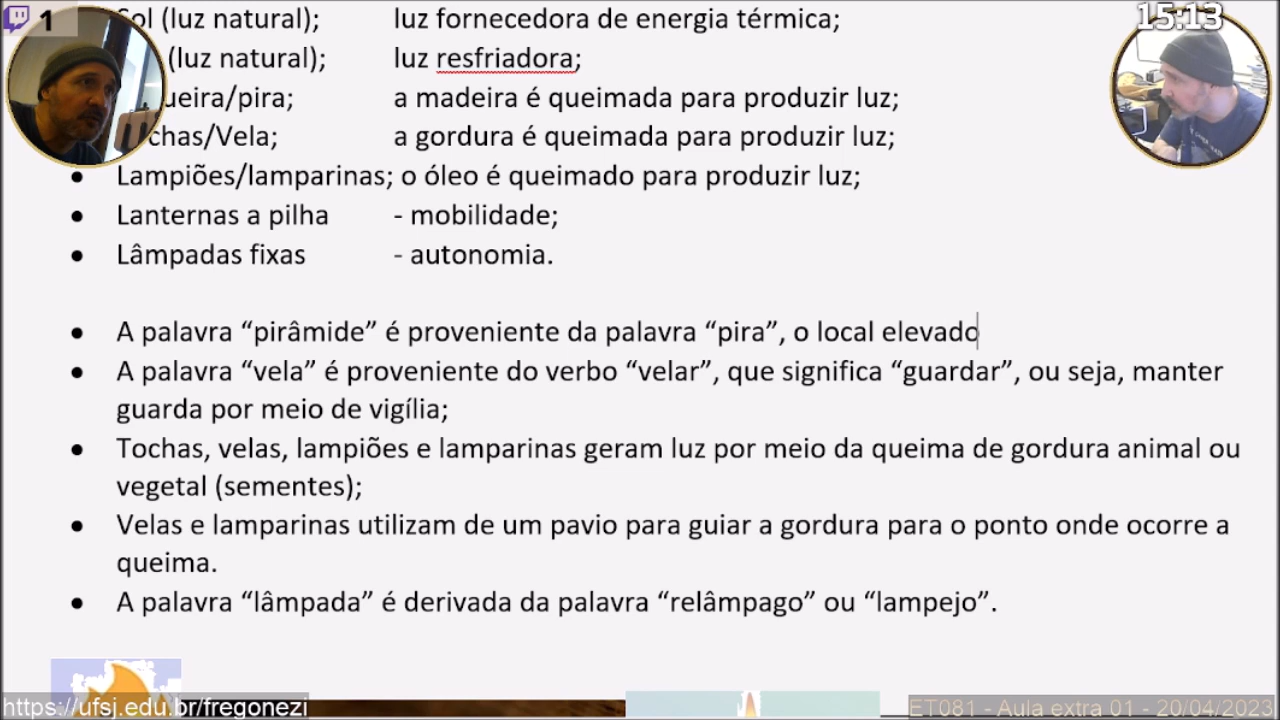 1
15:13
Sol (luz natural); luz fornecedora de energia térmica;
(luz natural); luz resfriadora;
ueira/pira; a madeira é queimada para produzir luz;
chas/Vela; a gordura é queimada para produzir luz;
• Lampiões/lamparinas; o óleo é queimado para produzir luz;
• Lanternas a pilha - mobilidade;
• Lâmpadas fixas - autonomia.
• A palavra “pirâmide” é proveniente da palavra “pira”, o local elevado
• A palavra “vela” é proveniente do verbo “velar”, que significa “guardar”, ou seja, manter
guarda por meio de vigília;
• Tochas, velas, lampiões e lamparinas geram luz por meio da queima de gordura animal ou
vegetal (sementes);
• Velas e lamparinas utilizam de um pavio para guiar a gordura para o ponto onde ocorre a
queima.
• A palavra “lâmpada” é derivada da palavra “relâmpago” ou “lampejo”.
https://ufsj.edu.br/fregonezi
ET081 - Aula extra 01 - 20/04/2023